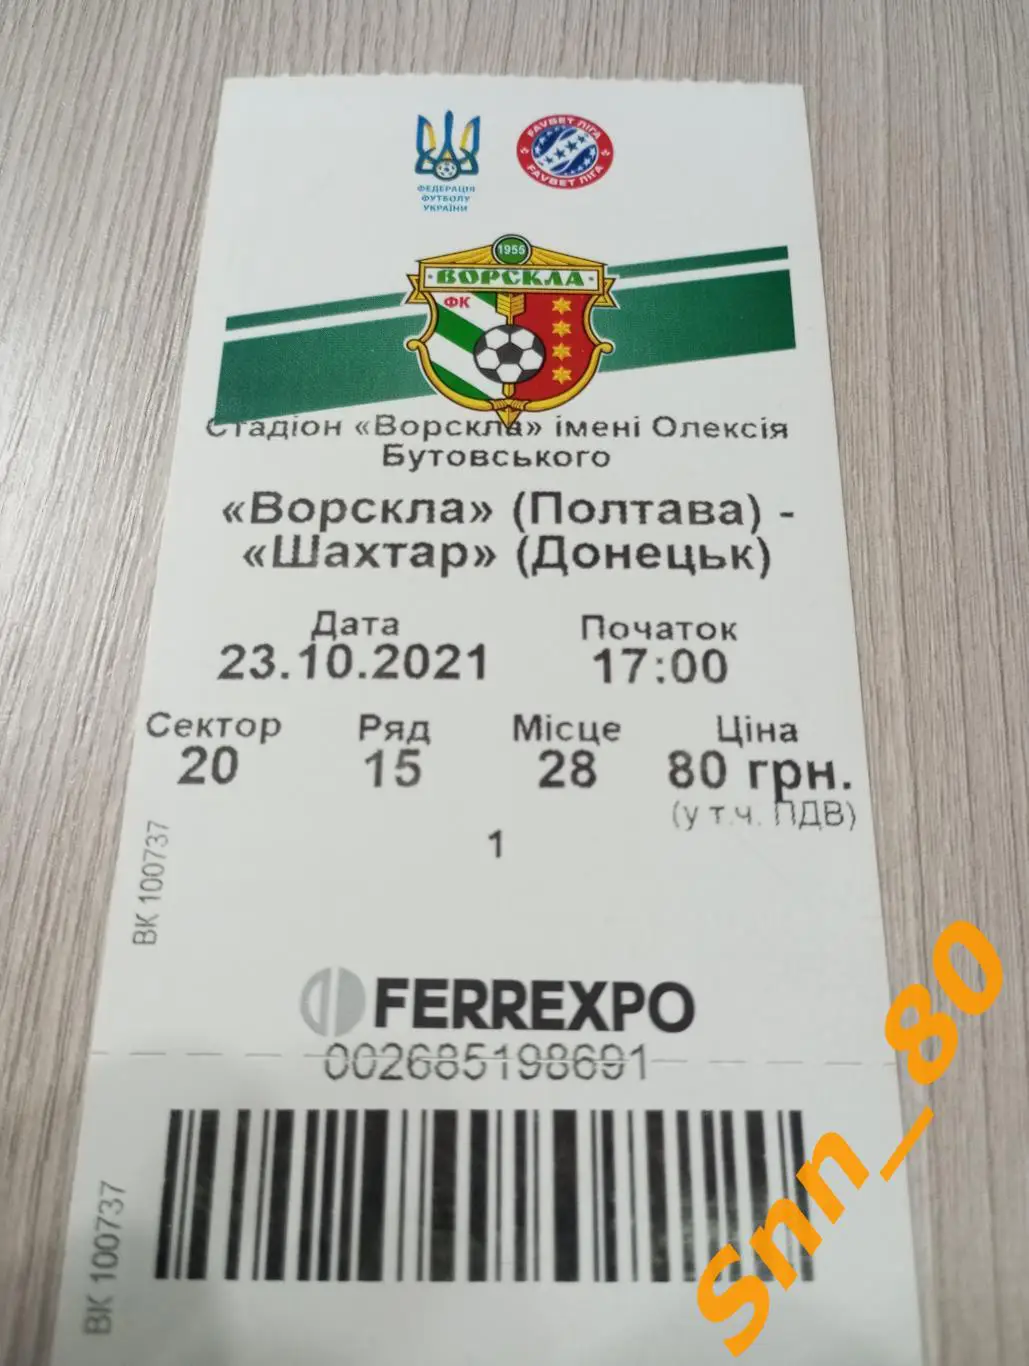 ФЕДЕРАЦІЯ
ФУТБОЛУ
УКРАЇНИ
FAVBET ЛІГА
FAVBET ЛІГА
1955
ВОРСКЛА
ФК
Стадіон «Ворскла» імені Олексія
Бутовського
«Ворскла» (Полтава) -
«Шахтар» (Донецьк)
Дата Початок
23.10.2021 17:00
Сектор Ряд Місце Ціна
20 15 28 80 грн.
(у т.ч. ПДВ)
1
ВК 100737
FERREXPO
002685198691
ВК 100737
snn_80